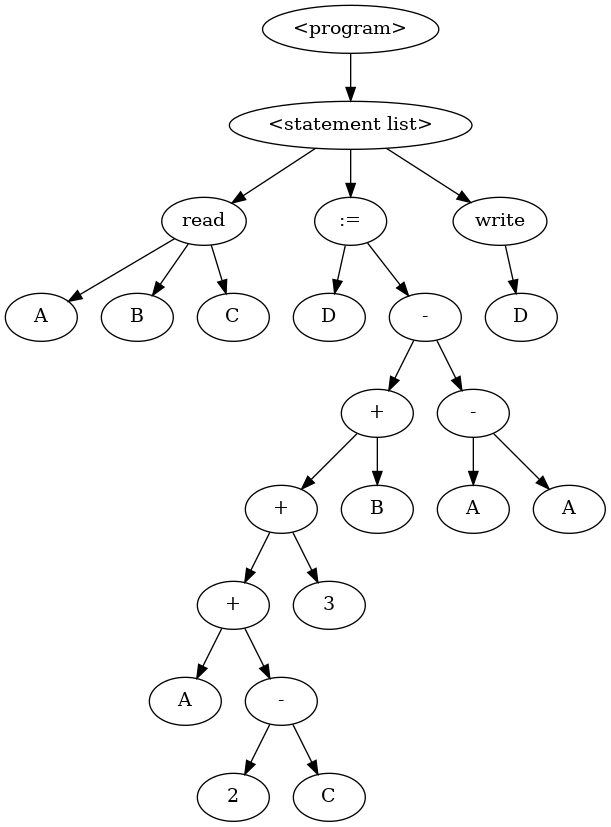 <program>
<statement list>
read := write
A B C D - D
+ -
+ B A A
+ 3
A -
2 C